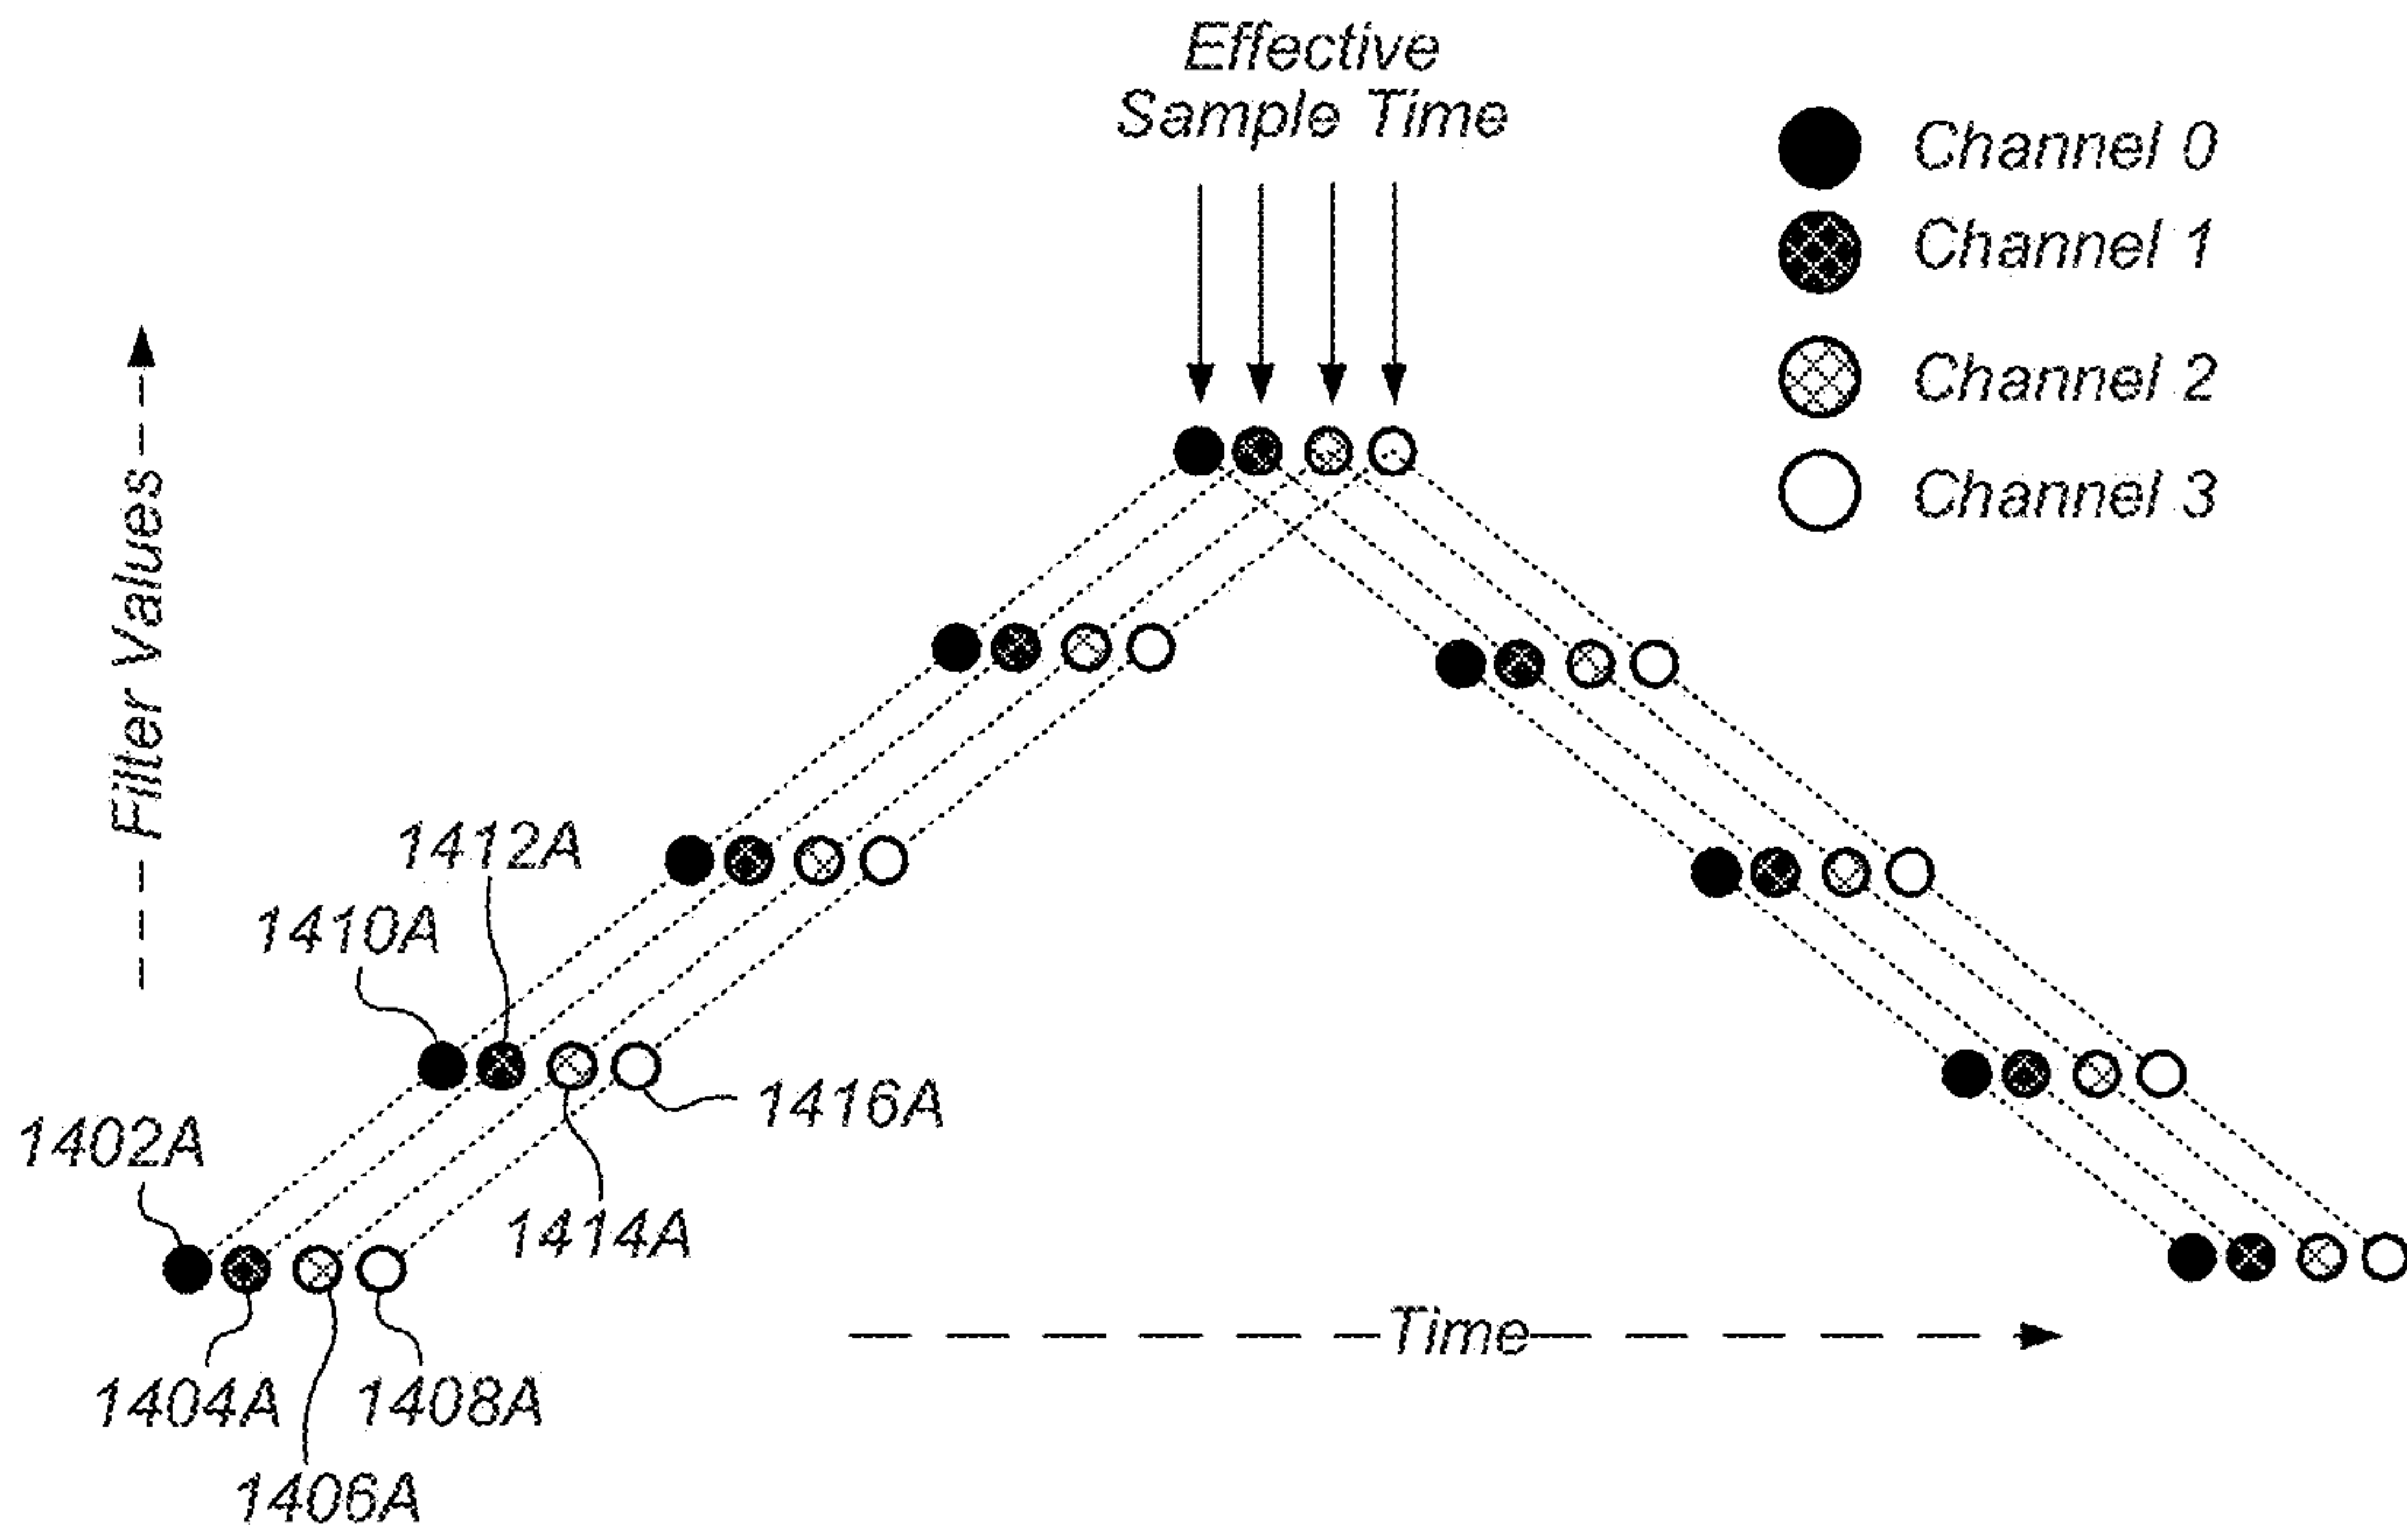 Effective
Sample Time
Channel 0
Channel 1
Channel 2
Channel 3
Filter Values
1412A
1410A
1416A
1402A
1414A
Time
1404A
1408A
1406A